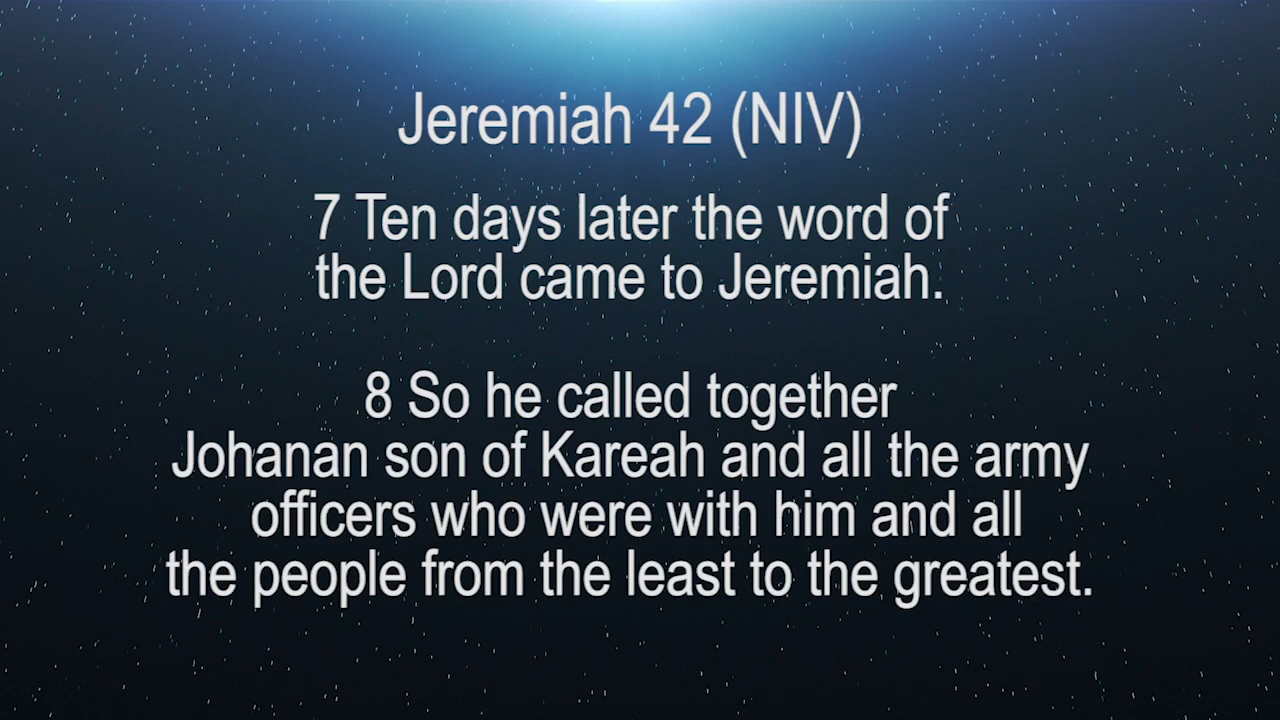 Jeremiah 42 (NIV)
7 Ten days later the word of
the Lord came to Jeremiah.
8 So he called together
Johanan son of Kareah and all the army
officers who were with him and all
the people from the least to the greatest.